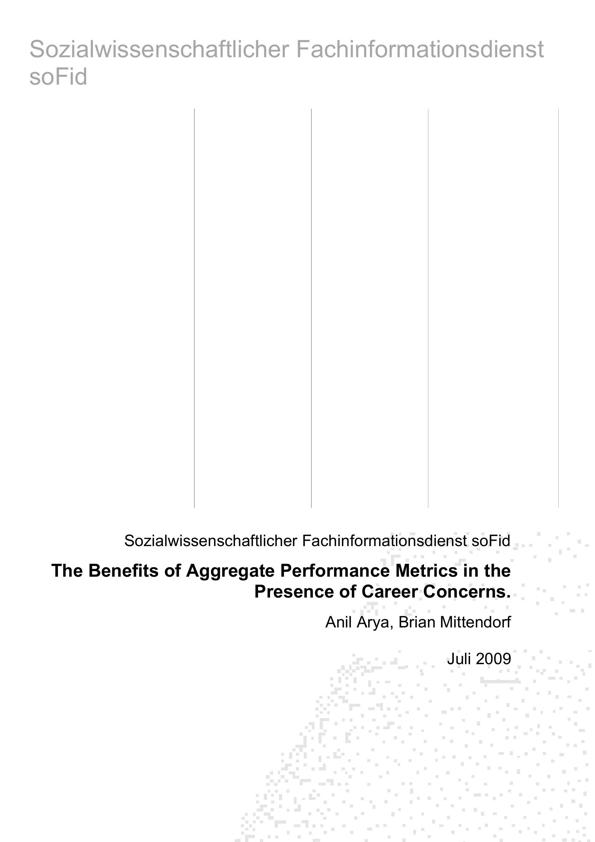 Sozialwissenschaftlicher Fachinformationsdienst
soFid
Sozialwissenschaftlicher Fachinformationsdienst soFid
The Benefits of Aggregate Performance Metrics in the
Presence of Career Concerns.
Anil Arya, Brian Mittendorf
Juli 2009